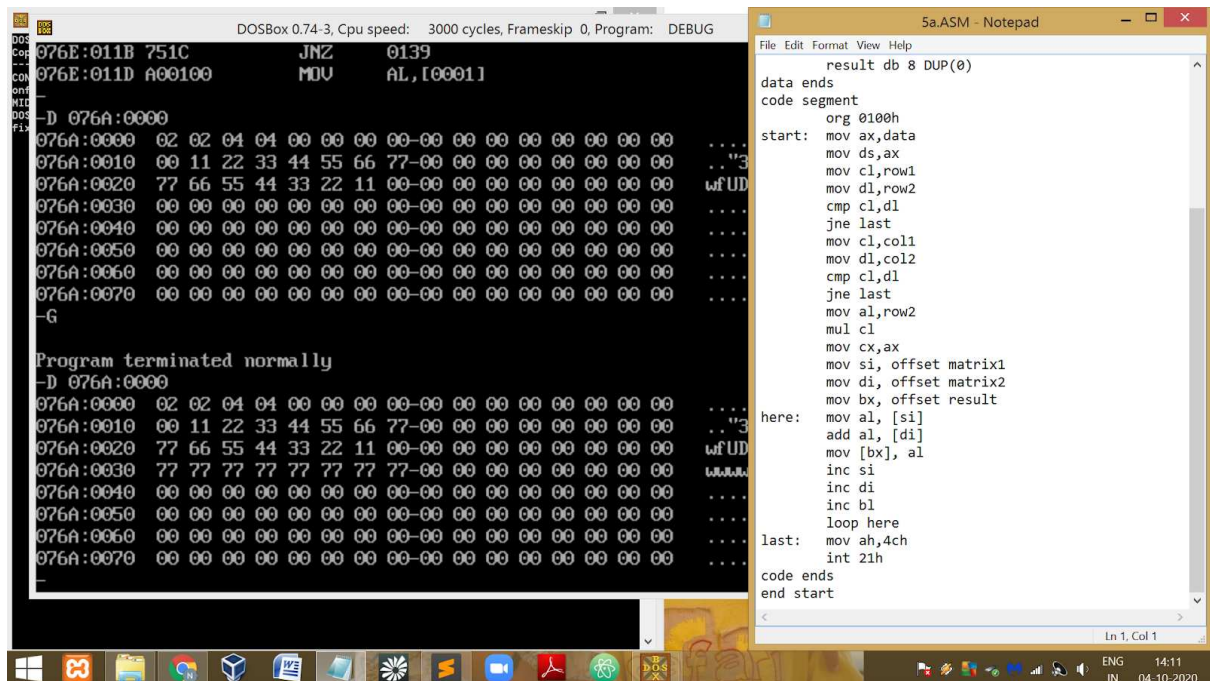 DOSBox 0.74-3, Cpu speed: 3000 cycles, Frameskip 0, Program: DEBUG
076E:011B 751C JNZ 0139
076E:011D A00100 MOV AL,[0001]
-
-D 076A:0000
076A:0000 02 02 04 04 00 00 00 00-00 00 00 00 00 00 00 00 ....
076A:0010 00 11 22 33 44 55 66 77-00 00 00 00 00 00 00 00 .."3
076A:0020 77 66 55 44 33 22 11 00-00 00 00 00 00 00 00 00 wfUD
076A:0030 00 00 00 00 00 00 00 00-00 00 00 00 00 00 00 00 ....
076A:0040 00 00 00 00 00 00 00 00-00 00 00 00 00 00 00 00 ....
076A:0050 00 00 00 00 00 00 00 00-00 00 00 00 00 00 00 00 ....
076A:0060 00 00 00 00 00 00 00 00-00 00 00 00 00 00 00 00 ....
076A:0070 00 00 00 00 00 00 00 00-00 00 00 00 00 00 00 00 ....
-G
Program terminated normally
-D 076A:0000
076A:0000 02 02 04 04 00 00 00 00-00 00 00 00 00 00 00 00 ....
076A:0010 00 11 22 33 44 55 66 77-00 00 00 00 00 00 00 00 .."3
076A:0020 77 66 55 44 33 22 11 00-00 00 00 00 00 00 00 00 wfUD
076A:0030 77 77 77 77 77 77 77 77-00 00 00 00 00 00 00 00 wwww
076A:0040 00 00 00 00 00 00 00 00-00 00 00 00 00 00 00 00 ....
076A:0050 00 00 00 00 00 00 00 00-00 00 00 00 00 00 00 00 ....
076A:0060 00 00 00 00 00 00 00 00-00 00 00 00 00 00 00 00 ....
076A:0070 00 00 00 00 00 00 00 00-00 00 00 00 00 00 00 00 ....
-
5a.ASM - Notepad
File Edit Format View Help
result db 8 DUP(0)
data ends
code segment
org 0100h
start: mov ax,data
mov ds,ax
mov cl,row1
mov dl,row2
cmp cl,dl
jne last
mov cl,col1
mov dl,col2
cmp cl,dl
jne last
mov al,row2
mul cl
mov cx,ax
mov si, offset matrix1
mov di, offset matrix2
mov bx, offset result
here: mov al, [si]
add al, [di]
mov [bx], al
inc si
inc di
inc bl
loop here
last: mov ah,4ch
int 21h
code ends
end start
Ln 1, Col 1
ENG 14:11
IN 04-10-2020